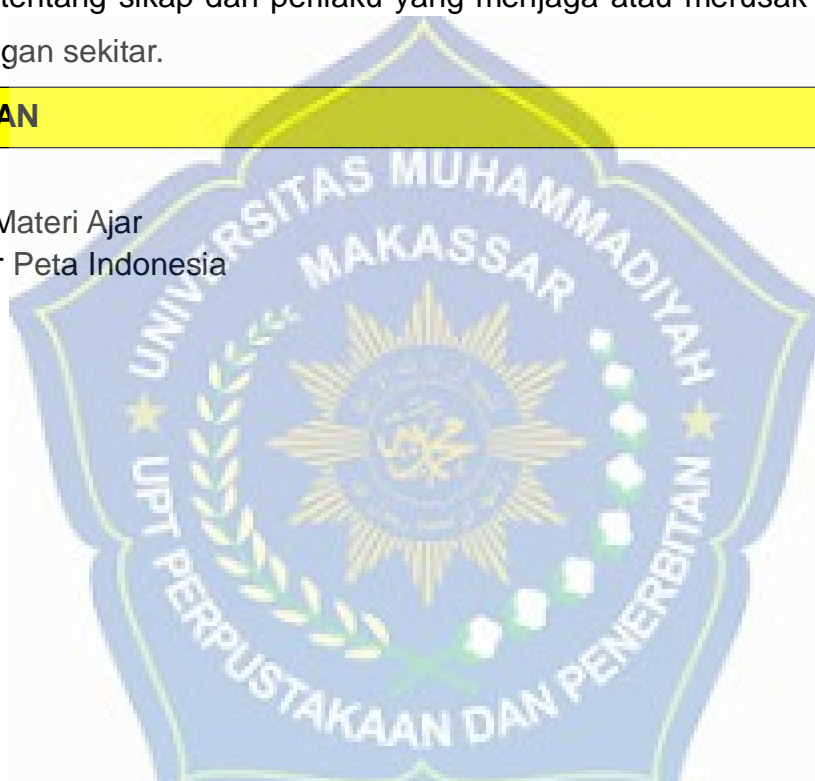 tentang sikap dan perilaku yang menjaga atau merusak
gan sekitar.
AN
Materi Ajar
r Peta Indonesia
UNIVERSITAS MUHAMMADIYAH
MAKASSAR
UPT PERPUSTAKAAN DAN PENERBITAN